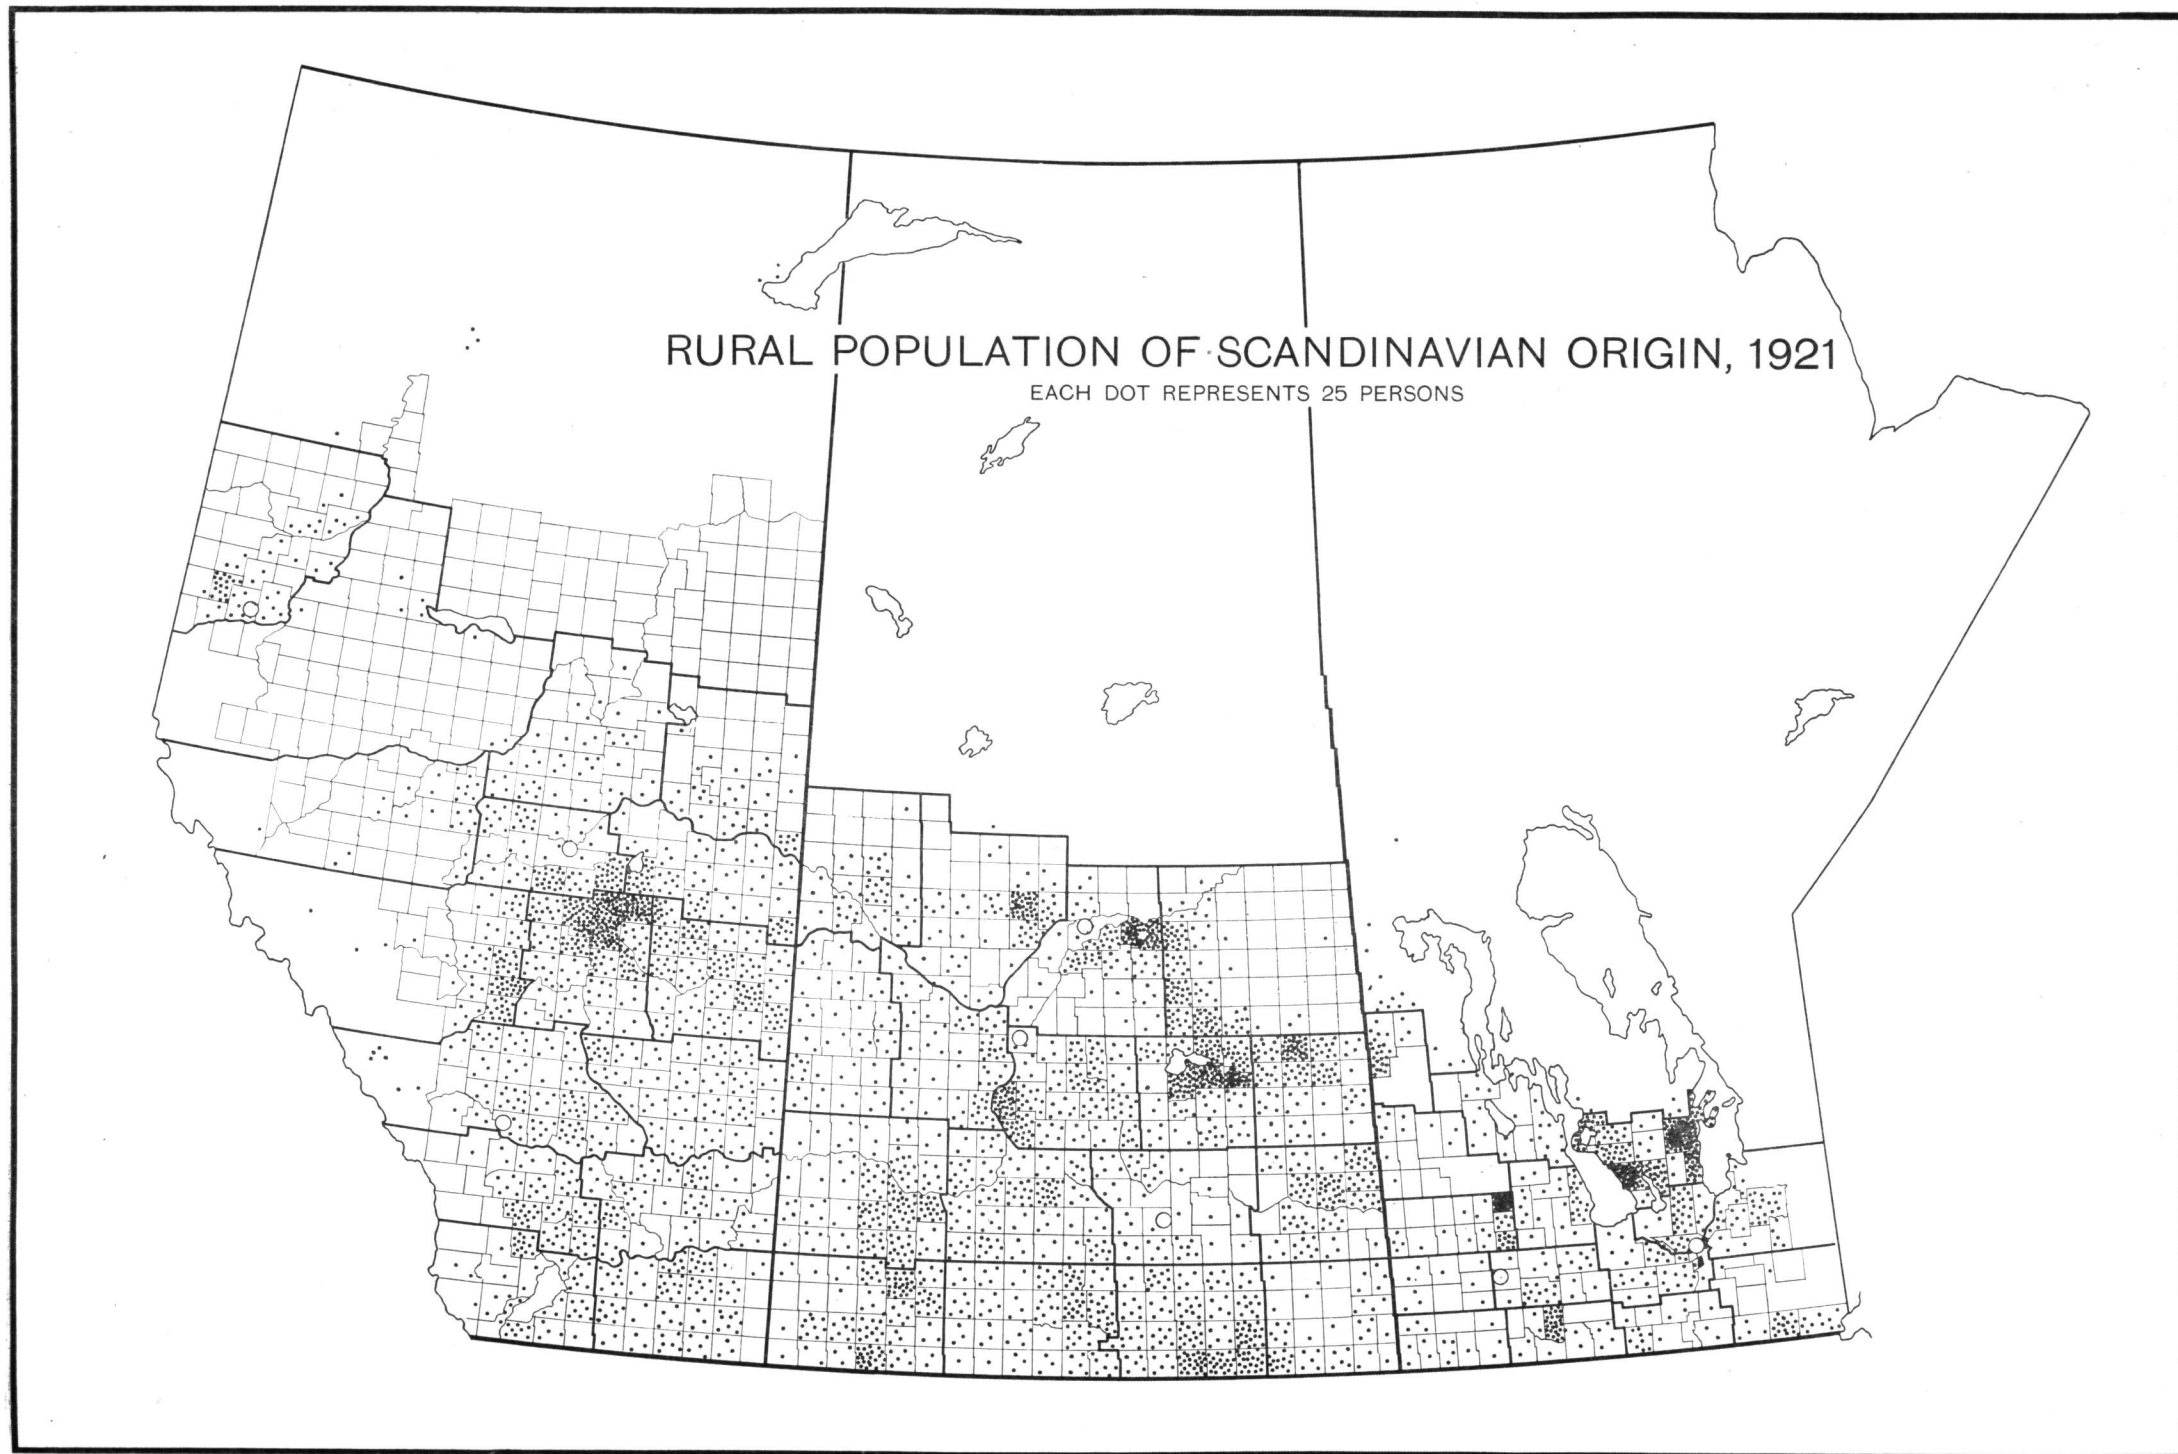 RURAL POPULATION OF SCANDINAVIAN ORIGIN, 1921
EACH DOT REPRESENTS 25 PERSONS